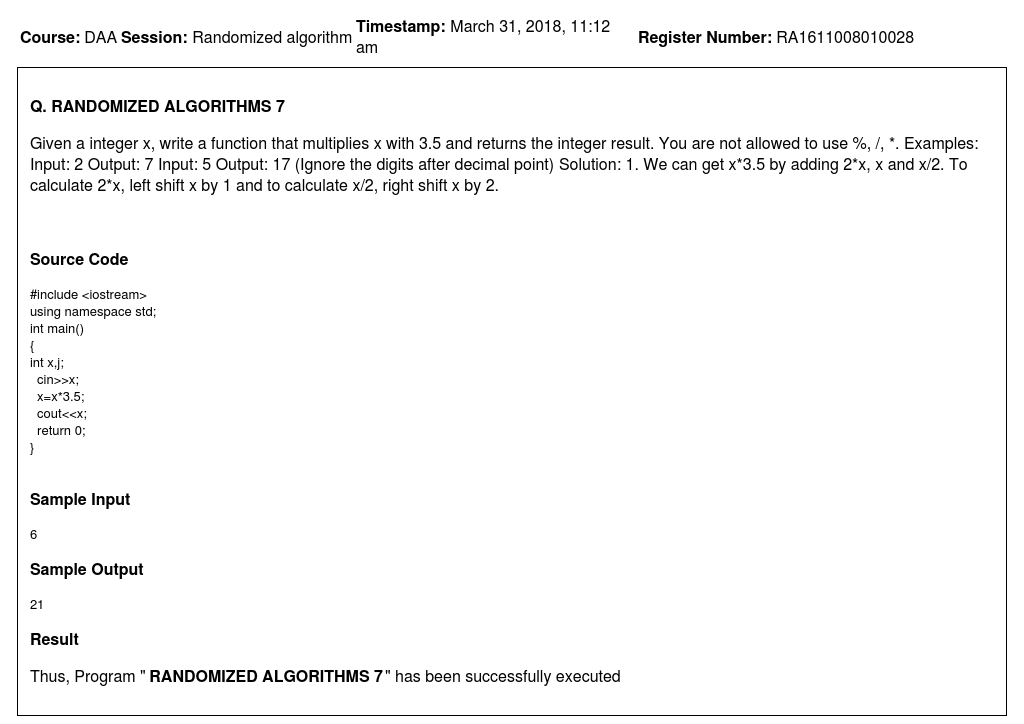 Course: DAA Session: Randomized algorithm Timestamp: March 31, 2018, 11:12 am Register Number: RA1611008010028
Q. RANDOMIZED ALGORITHMS 7
Given a integer x, write a function that multiplies x with 3.5 and returns the integer result. You are not allowed to use %, /, *. Examples:
Input: 2 Output: 7 Input: 5 Output: 17 (Ignore the digits after decimal point) Solution: 1. We can get x*3.5 by adding 2*x, x and x/2. To
calculate 2*x, left shift x by 1 and to calculate x/2, right shift x by 2.
Source Code
#include <iostream>
using namespace std;
int main()
{
int x,j;
cin>>x;
x=x*3.5;
cout<<x;
return 0;
}
Sample Input
6
Sample Output
21
Result
Thus, Program " RANDOMIZED ALGORITHMS 7" has been successfully executed